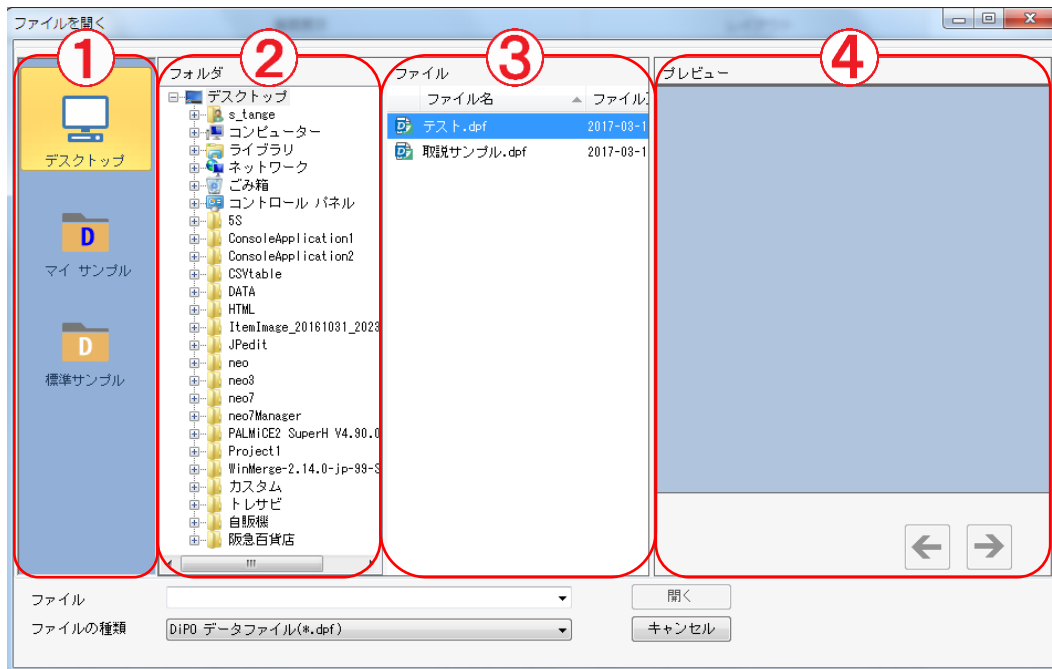 ファイルを開く
1
2
3
4
デスクトップ
マイ サンプル
D
標準サンプル
D
フォルダ
デスクトップ
s_tange
コンピューター
ライブラリ
ネットワーク
ごみ箱
コントロール パネル
5S
ConsoleApplication1
ConsoleApplication2
CSVtable
DATA
HTML
ItemImage_20161031_2023
JPedit
neo
neo3
neo7
neo7Manager
PALMiCE2 SuperH V4.90.0
Project1
WinMerge-2.14.0-jp-99-S
カスタム
トレサビ
自販機
阪急百貨店
ファイル
ファイル名 ファイル
テスト.dpf 2017-03-1
取説サンプル.dpf 2017-03-1
プレビュー
ファイル
開く
ファイルの種類 DiPO データファイル(*.dpf)
キャンセル